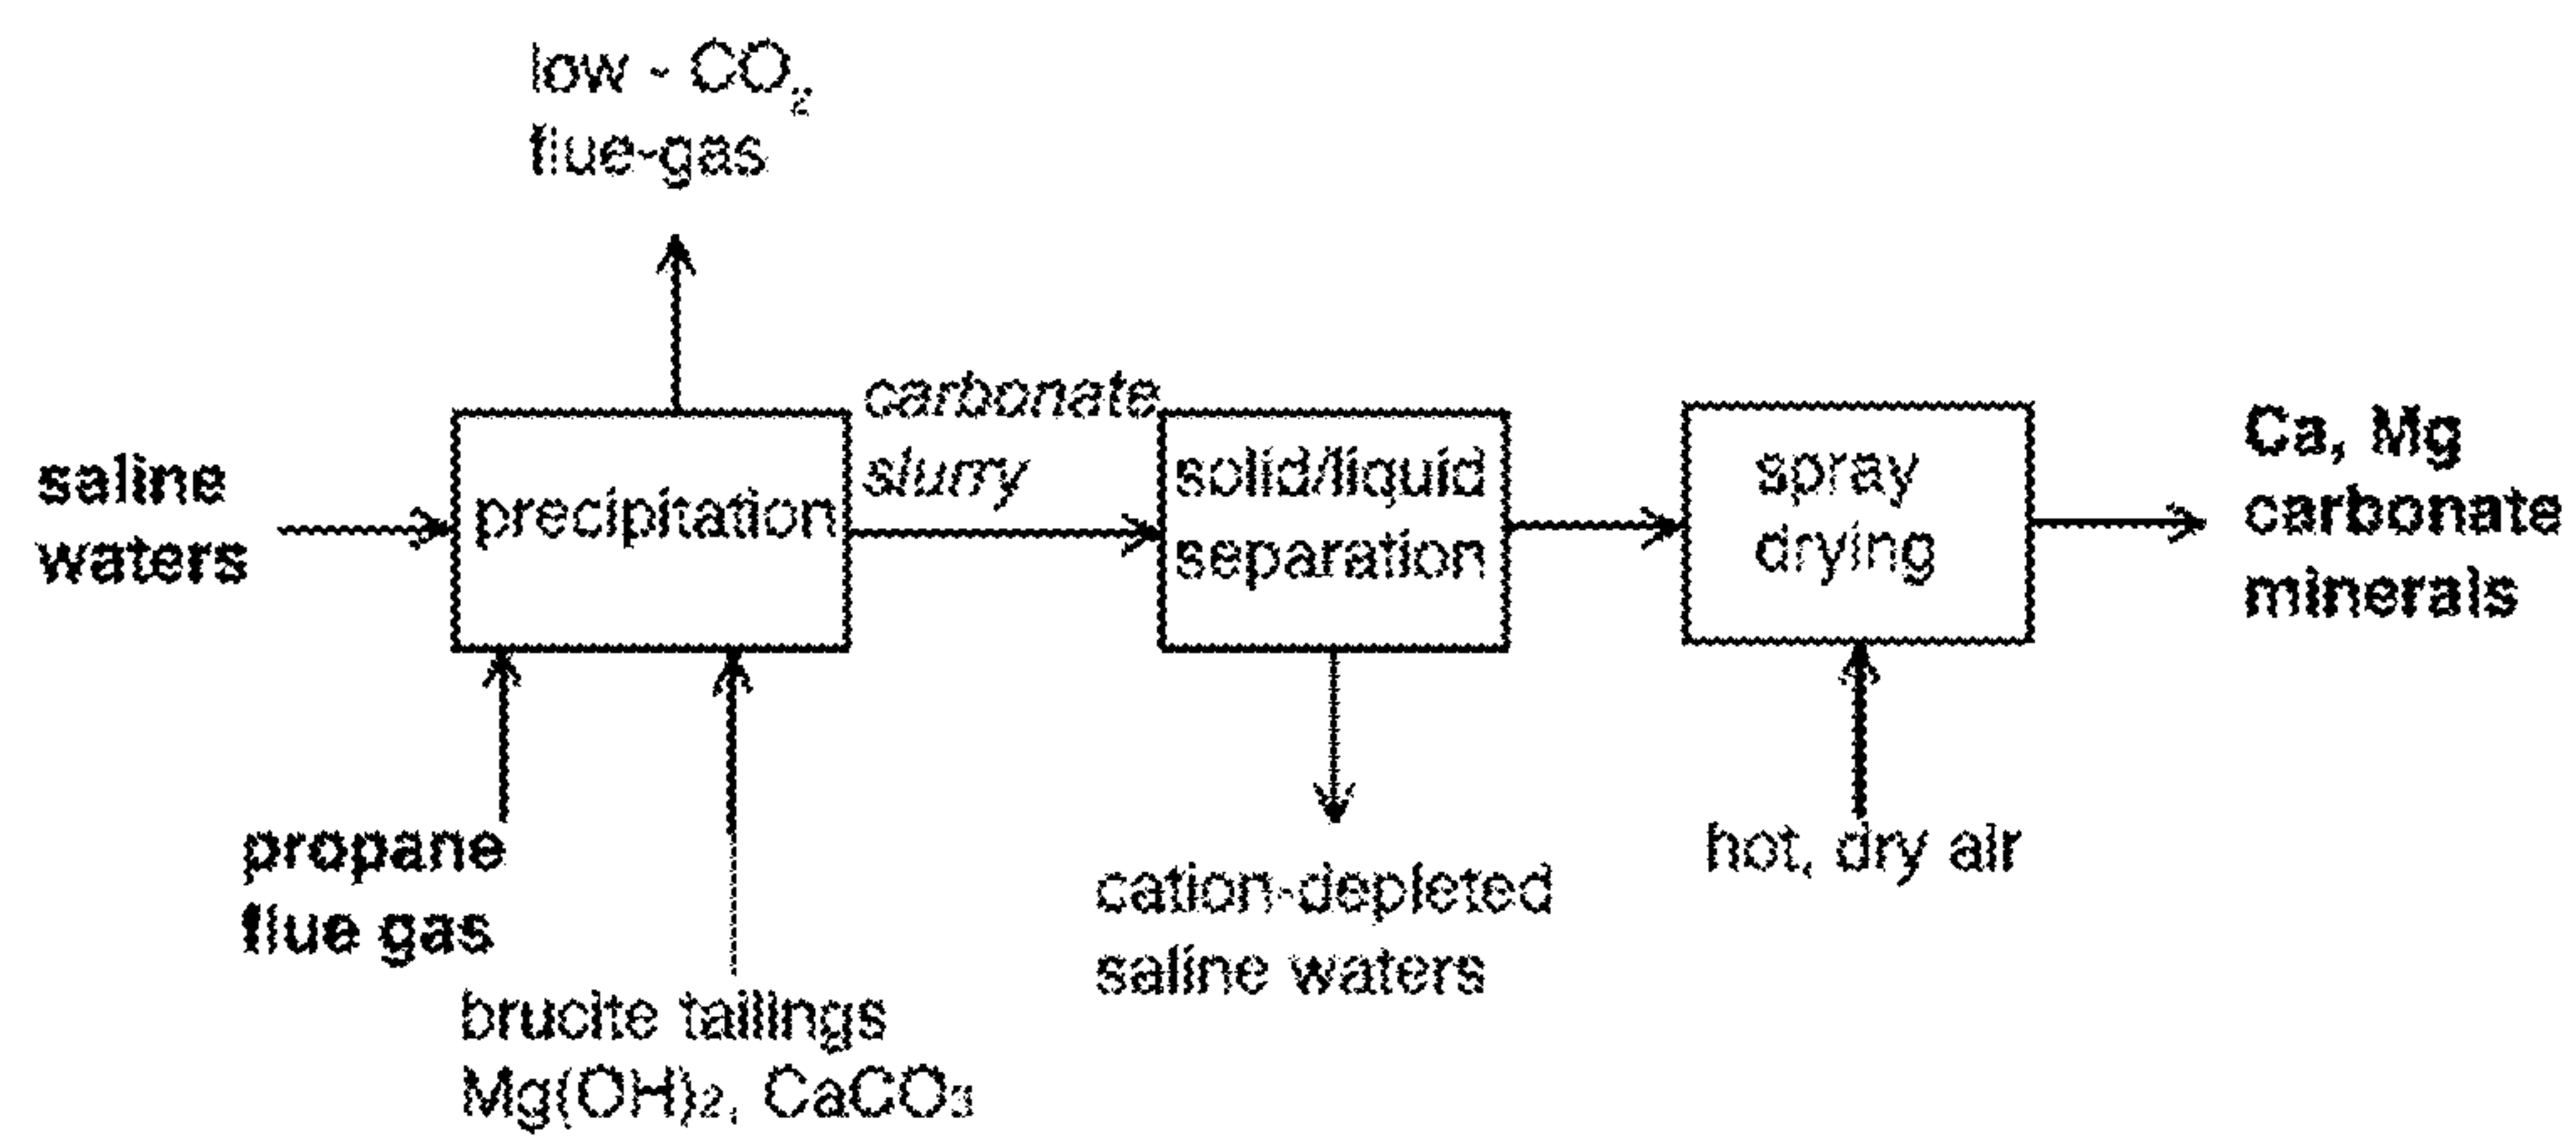 low - CO₂
flue-gas
carbonate
slurry
saline
waters
precipitation
solid/liquid
separation
spray
drying
Ca, Mg
carbonate
minerals
propane
flue gas
brucite tailings
Mg(OH)₂, CaCO₃
cation-depleted
saline waters
hot, dry air